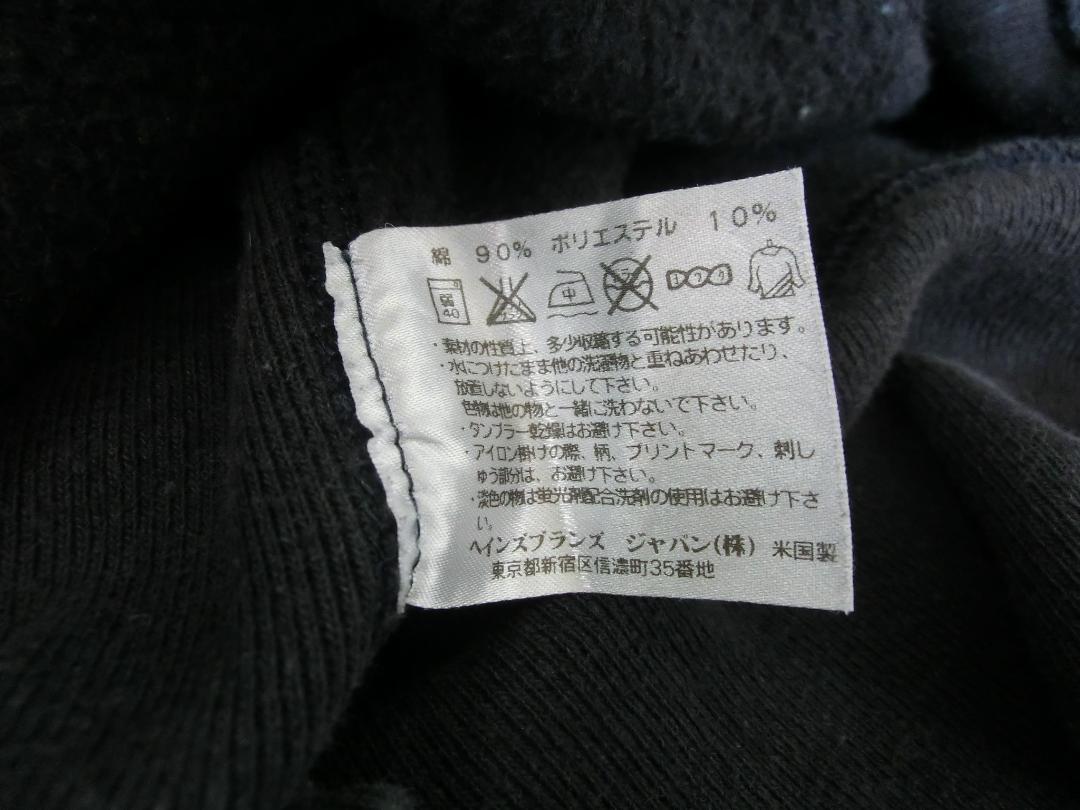 綿 90% ポリエステル 10%
弱 40 中 ドライ
・素材の性質上、多少収縮する可能性があります。
・水につけたまま他の洗濯物と重ねあわせたり、
放置しないようにして下さい。
色物は他の物と一緒に洗わないで下さい。
・タンブラー乾燥はお避け下さい。
・アイロン掛けの際、柄、プリントマーク、刺し
ゅう部分は、お避け下さい。
・淡色の物は蛍光剤配合洗剤の使用はお避け下さ
い。
ヘインズブランズ ジャパン(株) 米国製
東京都新宿区信濃町35番地